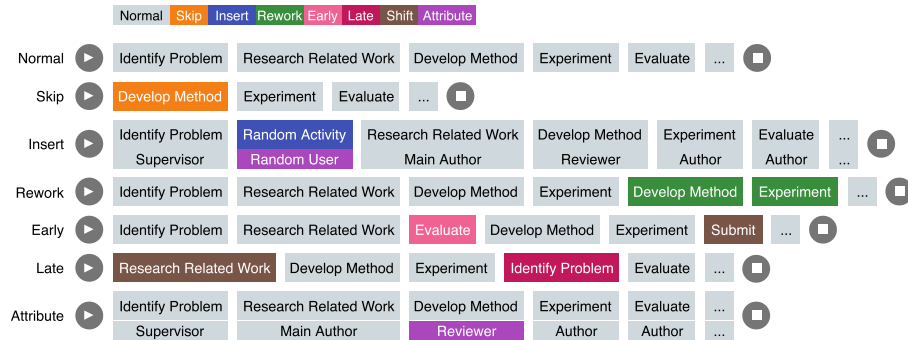 Normal Skip Insert Rework Early Late Shift Attribute
Normal Identify Problem Research Related Work Develop Method Experiment Evaluate ...
Skip Develop Method Experiment Evaluate ...
Insert Identify Problem Random Activity Research Related Work Develop Method Experiment Evaluate ...
Supervisor Random User Main Author Reviewer Author Author ...
Rework Identify Problem Research Related Work Develop Method Experiment Develop Method Experiment ...
Early Identify Problem Research Related Work Evaluate Develop Method Experiment Submit ...
Late Research Related Work Develop Method Experiment Identify Problem Evaluate ...
Attribute Identify Problem Research Related Work Develop Method Experiment Evaluate ...
Supervisor Main Author Reviewer Author Author ...